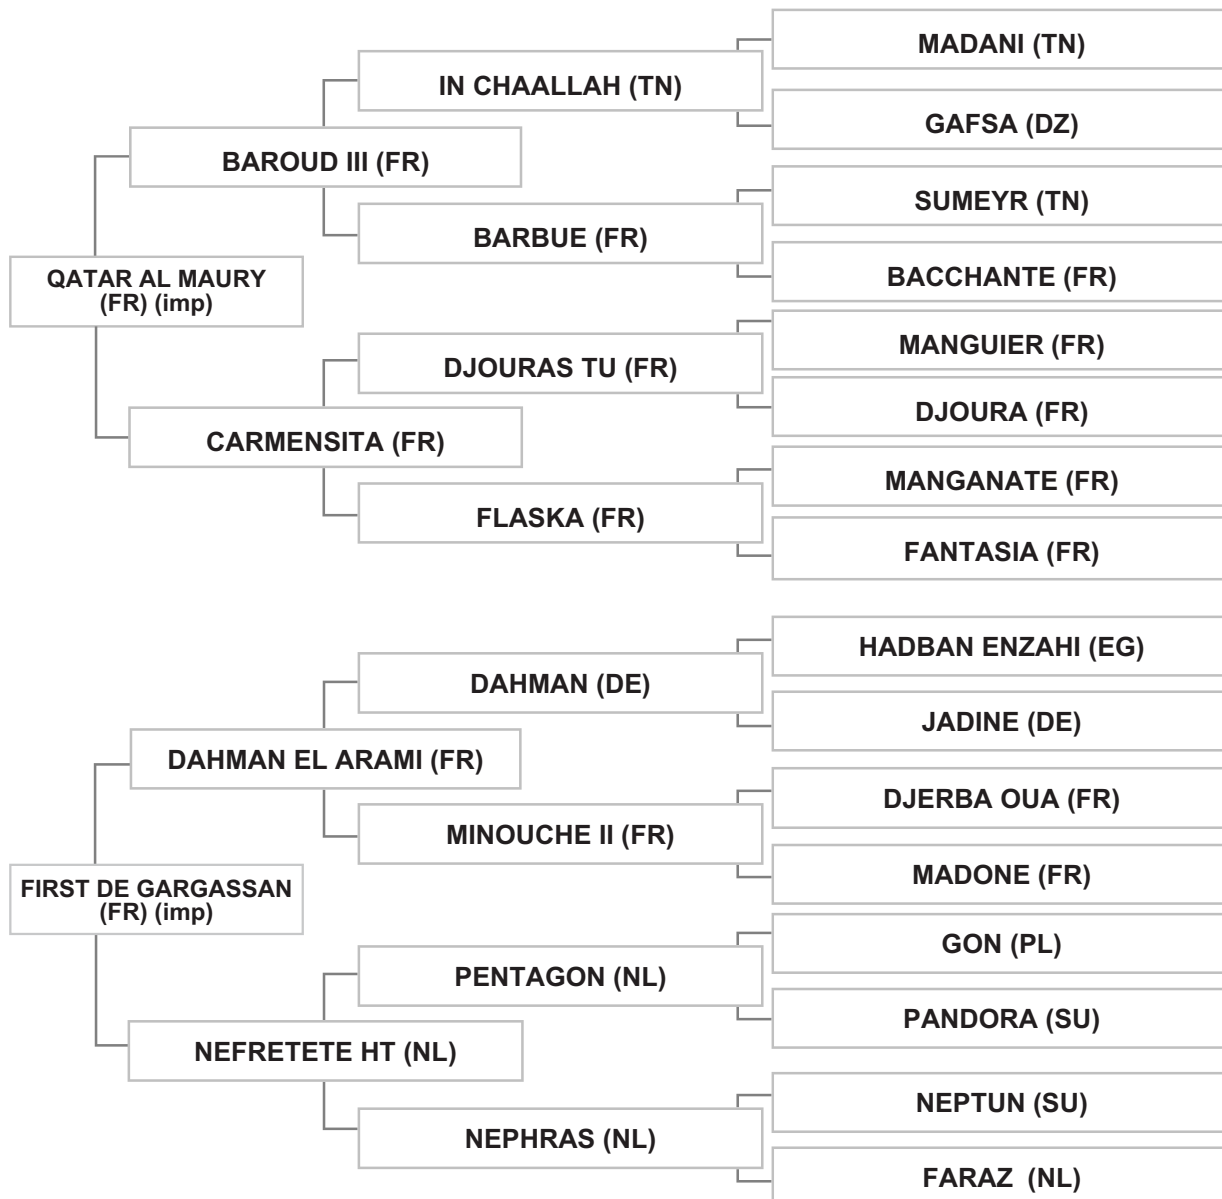 MADANI (TN)
IN CHAALLAH (TN)
GAFSA (DZ)
BAROUD III (FR)
SUMEYR (TN)
BARBUE (FR)
BACCHANTE (FR)
QATAR AL MAURY
(FR) (imp)
MANGUIER (FR)
DJOURAS TU (FR)
DJOURA (FR)
CARMENSITA (FR)
MANGANATE (FR)
FLASKA (FR)
FANTASIA (FR)
HADBAN ENZAHI (EG)
DAHMAN (DE)
JADINE (DE)
DAHMAN EL ARAMI (FR)
DJERBA OUA (FR)
MINOUCHE II (FR)
MADONE (FR)
FIRST DE GARGASSAN
(FR) (imp)
GON (PL)
PENTAGON (NL)
PANDORA (SU)
NEFRETETE HT (NL)
NEPTUN (SU)
NEPHRAS (NL)
FARAZ (NL)